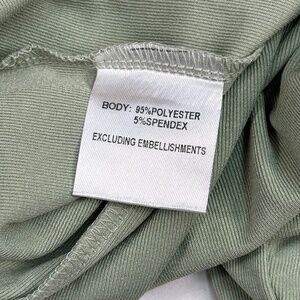 BODY: 95%POLYESTER
5%SPENDEX
EXCLUDING EMBELLISHMENTS